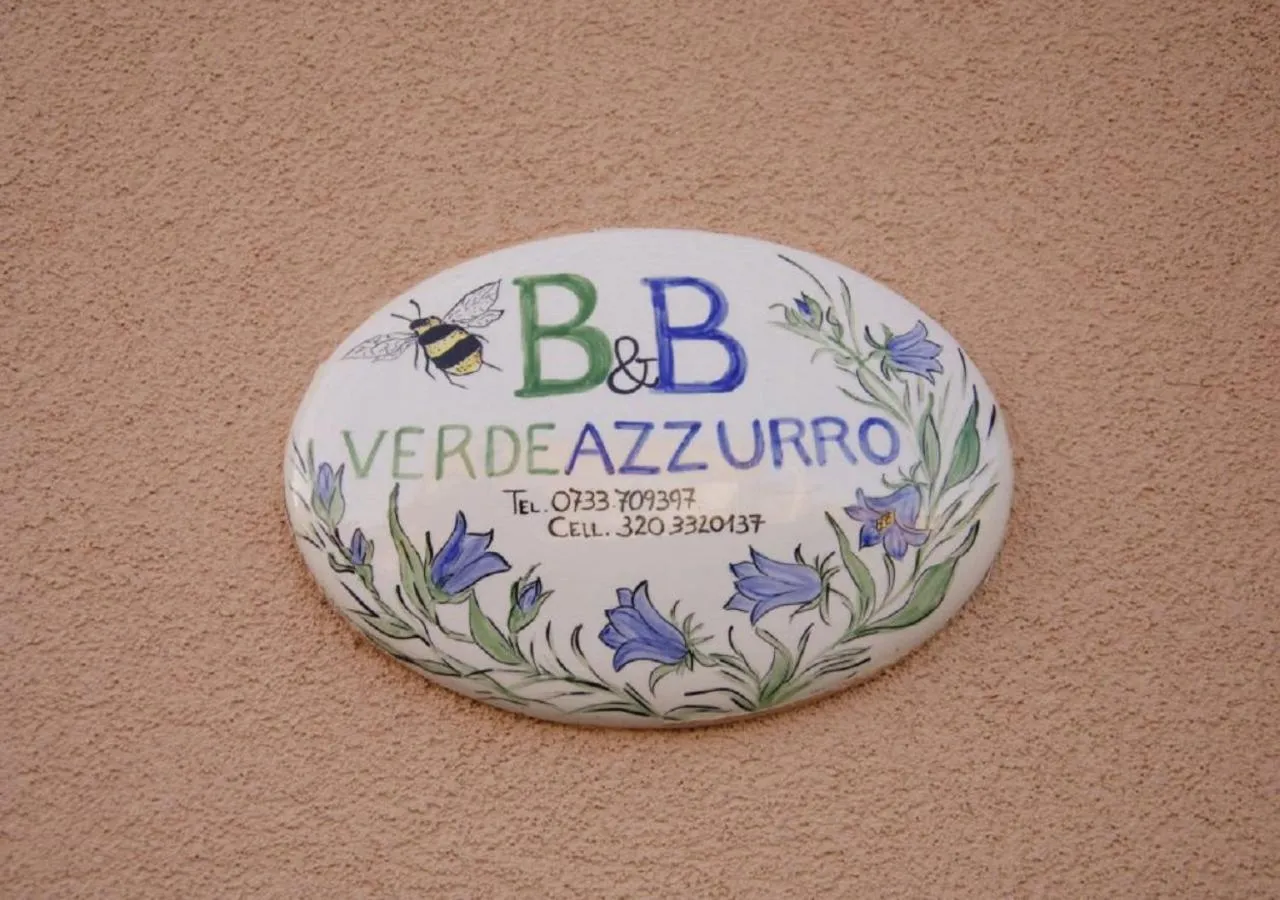 B&B
VERDEAZZURRO
TEL. 0733.709397
CELL. 320 3320137